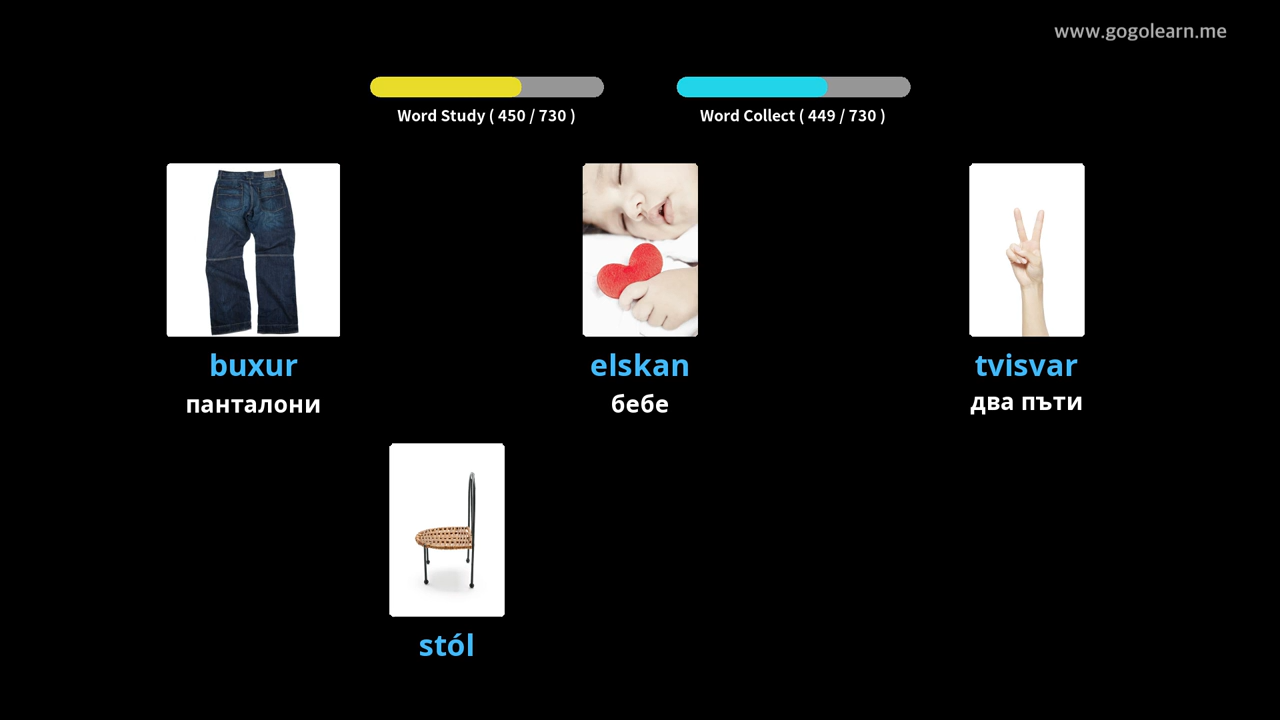 www.gogolearn.me
Word Study ( 450 / 730 )
Word Collect ( 449 / 730 )
buxur
панталони
elskan
бебе
tvisvar
два пъти
stól